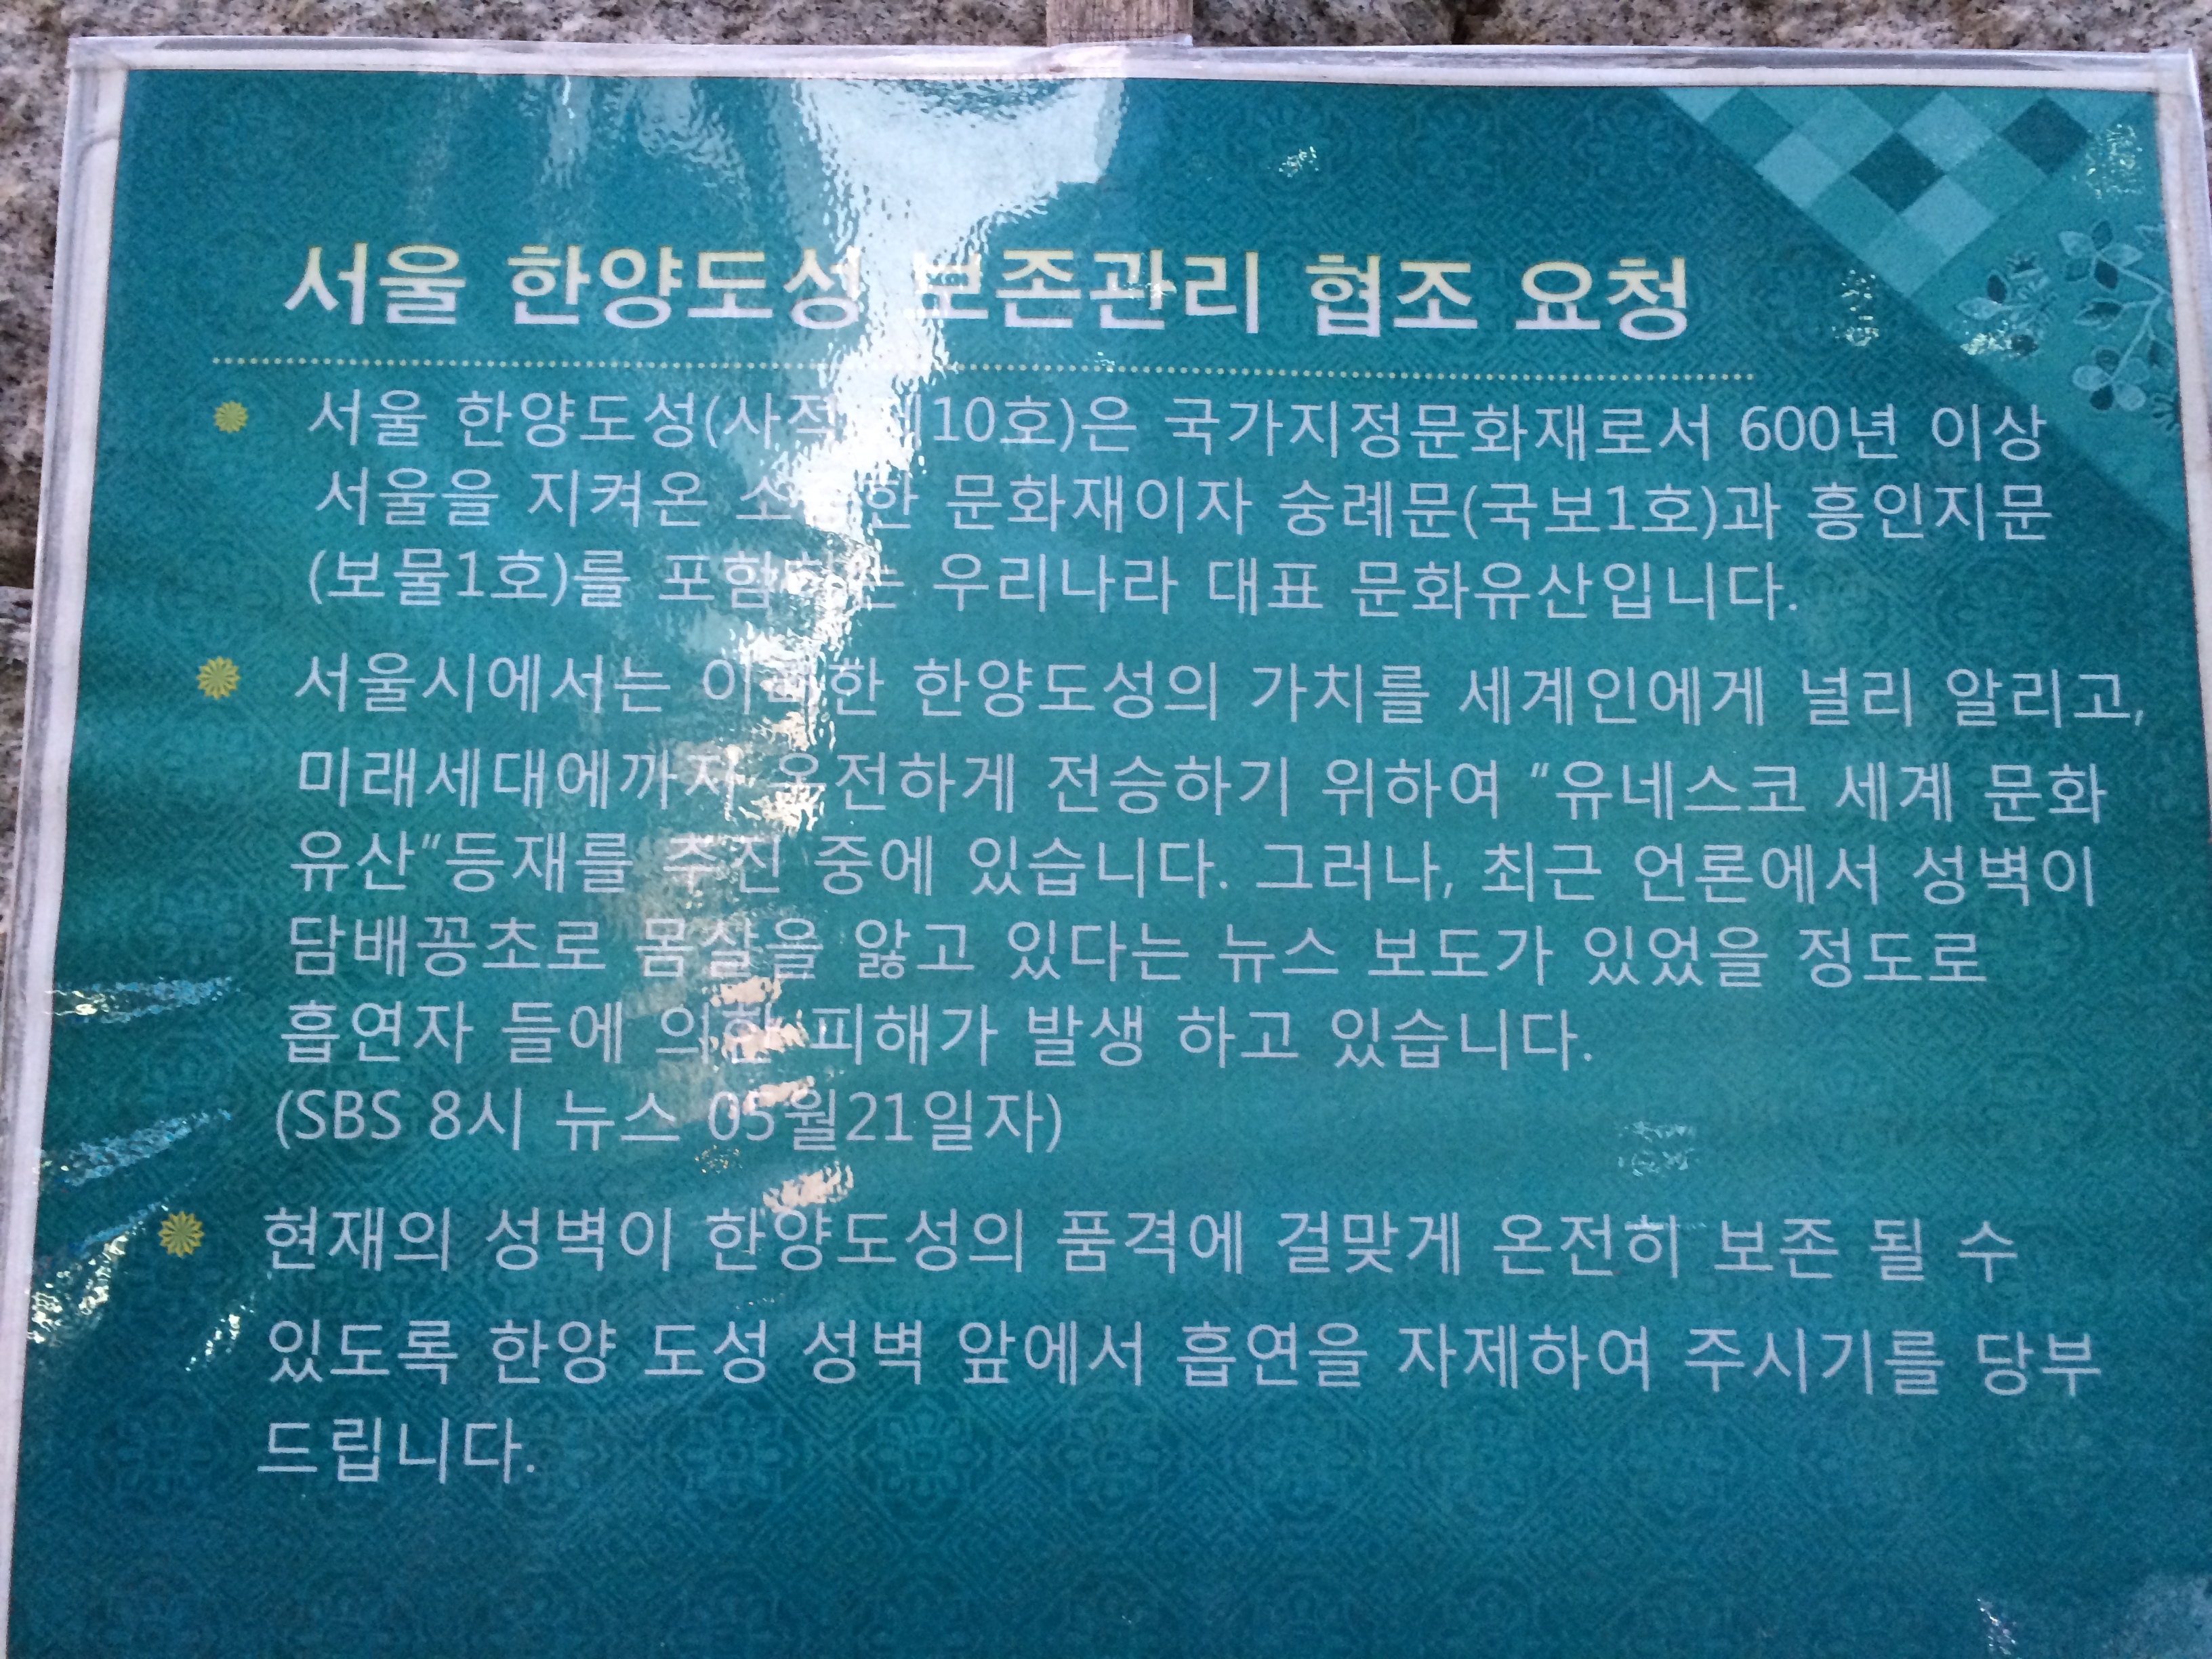 서울 한양도성 보존관리 협조 요청
서울 한양도성(사적 제10호)은 국가지정문화재로서 600년 이상
서울을 지켜온 소중한 문화재이자 숭례문(국보1호)과 흥인지문
(보물1호)를 포함하는 우리나라 대표 문화유산입니다.
서울시에서는 이러한 한양도성의 가치를 세계인에게 널리 알리고,
미래세대에까지 온전하게 전승하기 위하여 "유네스코 세계 문화
유산"등재를 추진 중에 있습니다. 그러나, 최근 언론에서 성벽이
담배꽁초로 몸살을 앓고 있다는 뉴스 보도가 있었을 정도로
흡연자 들에 의한 피해가 발생 하고 있습니다.
(SBS 8시 뉴스 05월21일자)
현재의 성벽이 한양도성의 품격에 걸맞게 온전히 보존 될 수
있도록 한양 도성 성벽 앞에서 흡연을 자제하여 주시기를 당부
드립니다.